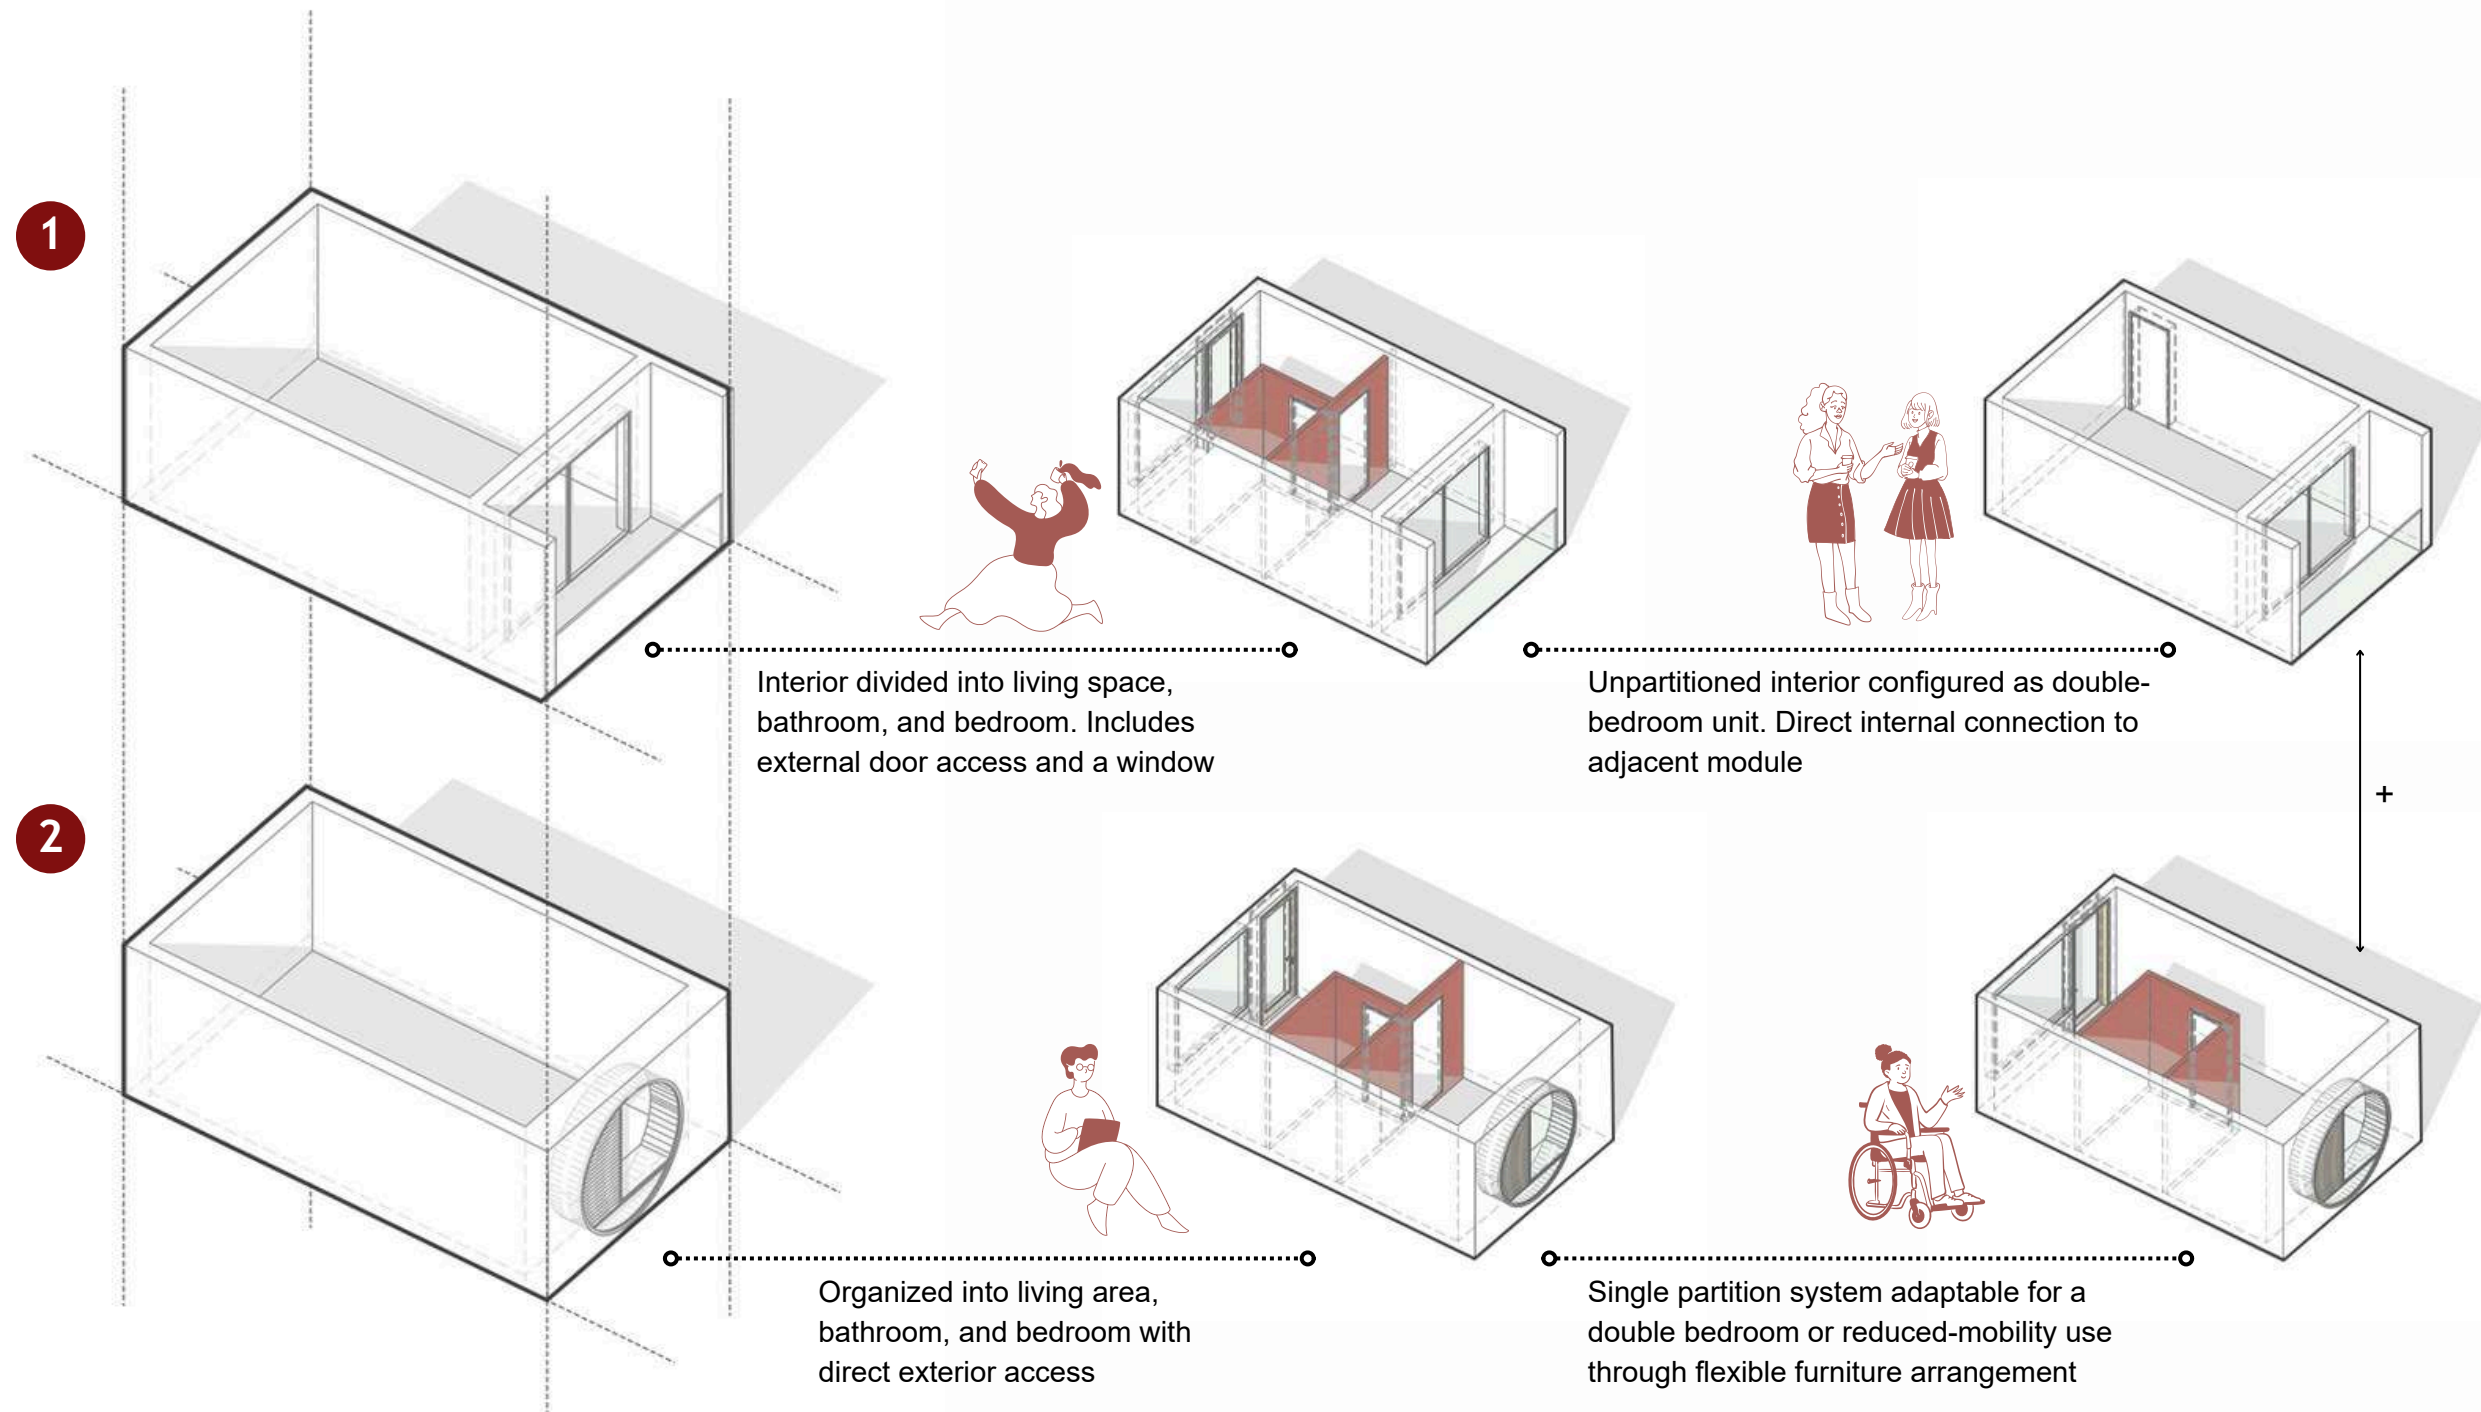 1
Interior divided into living space,
bathroom, and bedroom. Includes
external door access and a window
Unpartitioned interior configured as double-
bedroom unit. Direct internal connection to
adjacent module
+
2
Organized into living area,
bathroom, and bedroom with
direct exterior access
Single partition system adaptable for a
double bedroom or reduced-mobility use
through flexible furniture arrangement